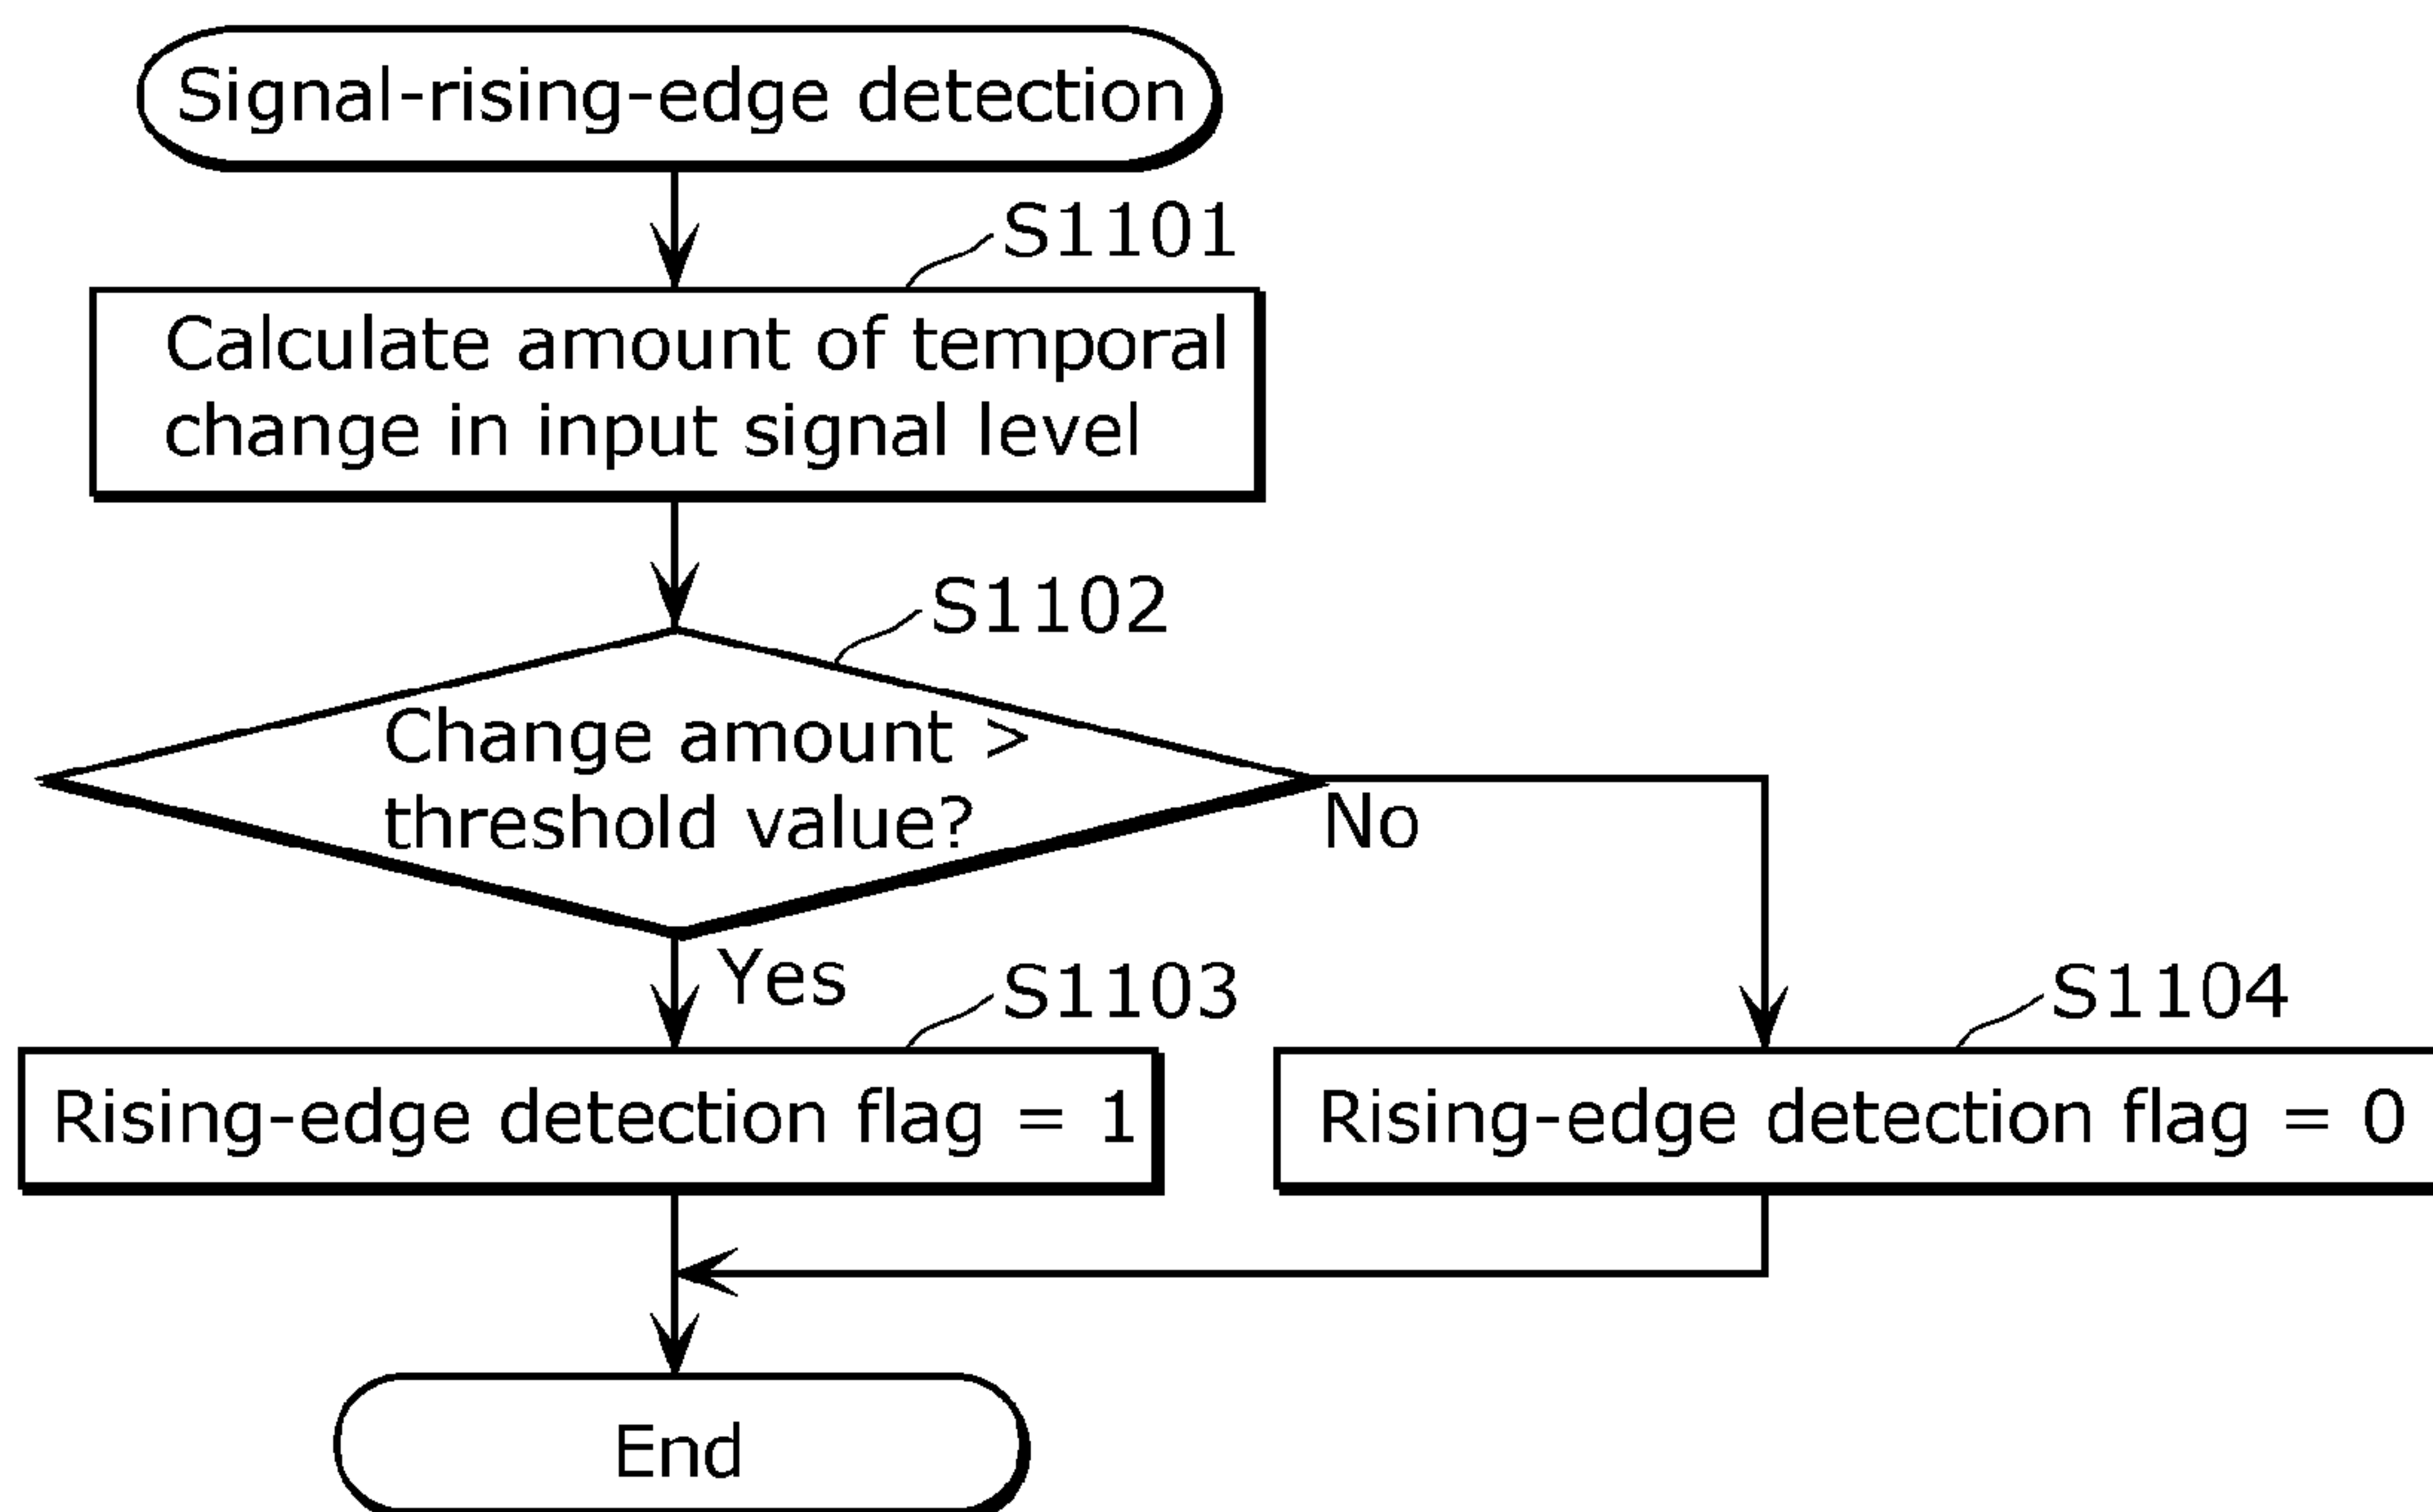 Signal-rising-edge detection
S1101
Calculate amount of temporal
change in input signal level
S1102
Change amount >
threshold value?
No
Yes
S1103
S1104
Rising-edge detection flag = 1
Rising-edge detection flag = 0
End